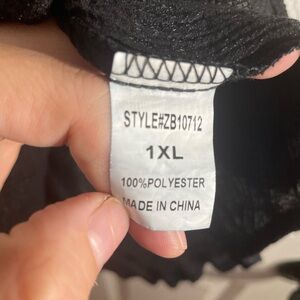 STYLE#ZB10712
1XL
100%POLYESTER
MADE IN CHINA